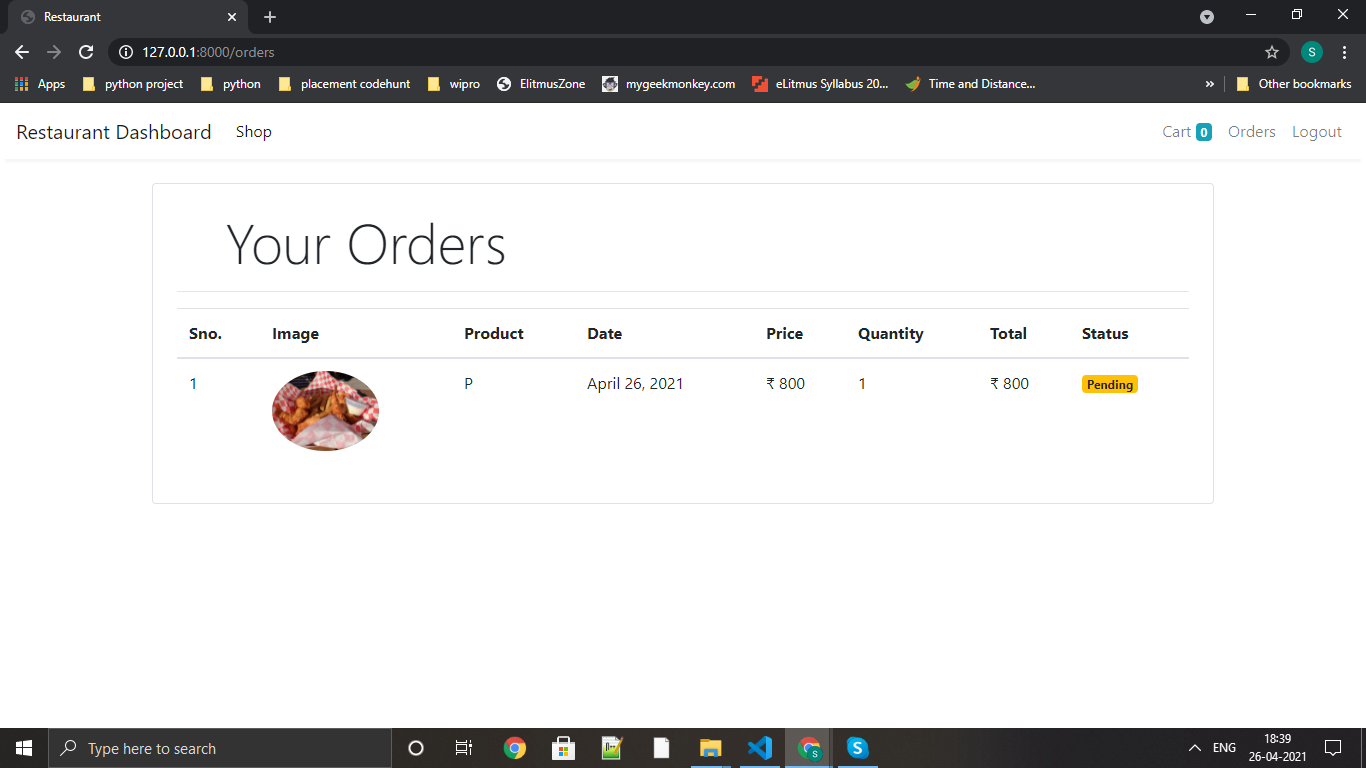 Restaurant
127.0.0.1:8000/orders
S
Apps python project python placement codehunt wipro ElitmusZone mygeekmonkey.com eLitmus Syllabus 20... Time and Distance... » Other bookmarks
Restaurant Dashboard Shop Cart 0 Orders Logout
Your Orders
Sno. Image Product Date Price Quantity Total Status
1 P April 26, 2021 ₹ 800 1 ₹ 800 Pending
Type here to search
ENG
18:39
26-04-2021